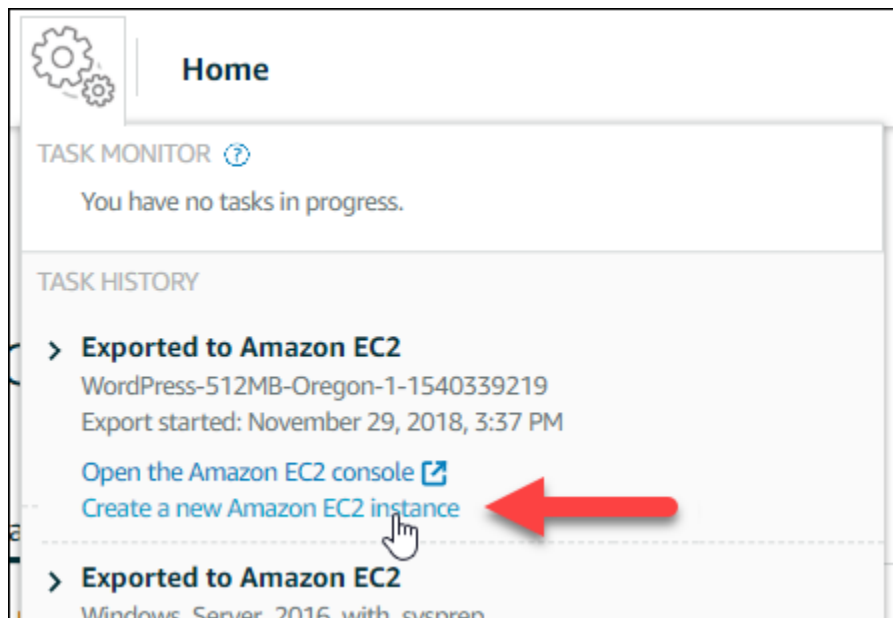 Home
TASK MONITOR
You have no tasks in progress.
TASK HISTORY
Exported to Amazon EC2
WordPress-512MB-Oregon-1-1540339219
Export started: November 29, 2018, 3:37 PM
Open the Amazon EC2 console
Create a new Amazon EC2 instance
Exported to Amazon EC2
Windows_Server_2016_with_sysprep